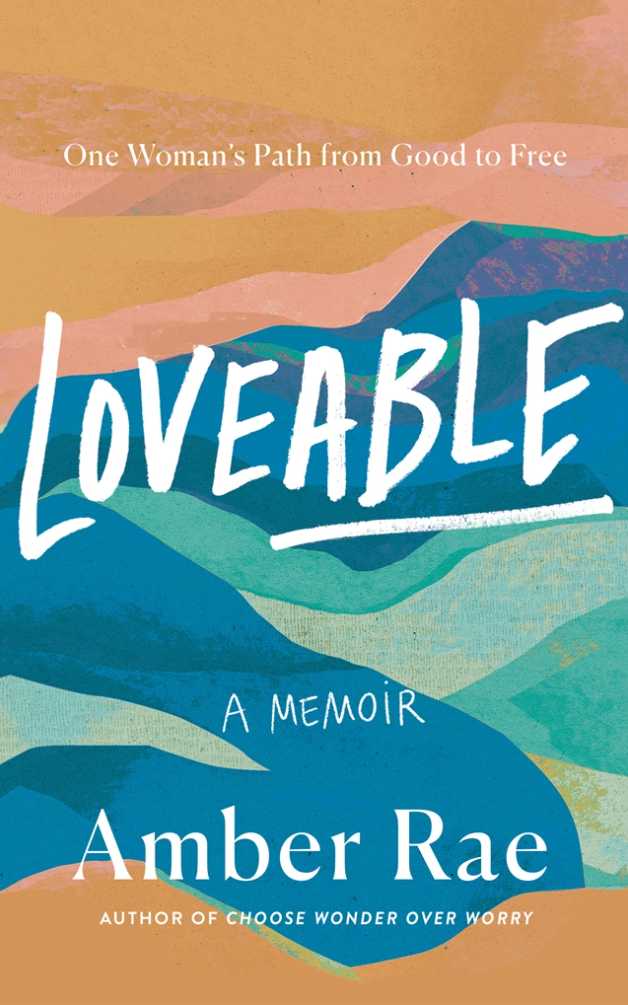 One Woman's Path from Good to Free
LOVEABLE
A MEMOIR
Amber Rae
AUTHOR OF CHOOSE WONDER OVER WORRY